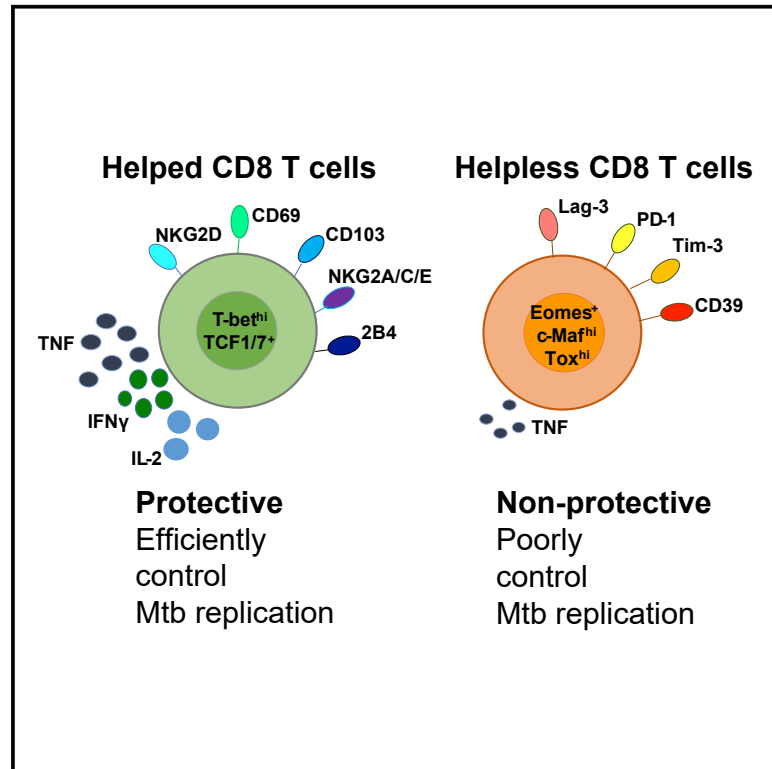 Helped CD8 T cells
NKG2D
CD69
CD103
NKG2A/C/E
2B4
T-betʰⁱ
TCF1/7⁺
TNF
IFNγ
IL-2
Protective
Efficiently
control
Mtb replication
Helpless CD8 T cells
Lag-3
PD-1
Tim-3
CD39
Eomes⁺
c-Mafʰⁱ
Toxʰⁱ
TNF
Non-protective
Poorly
control
Mtb replication